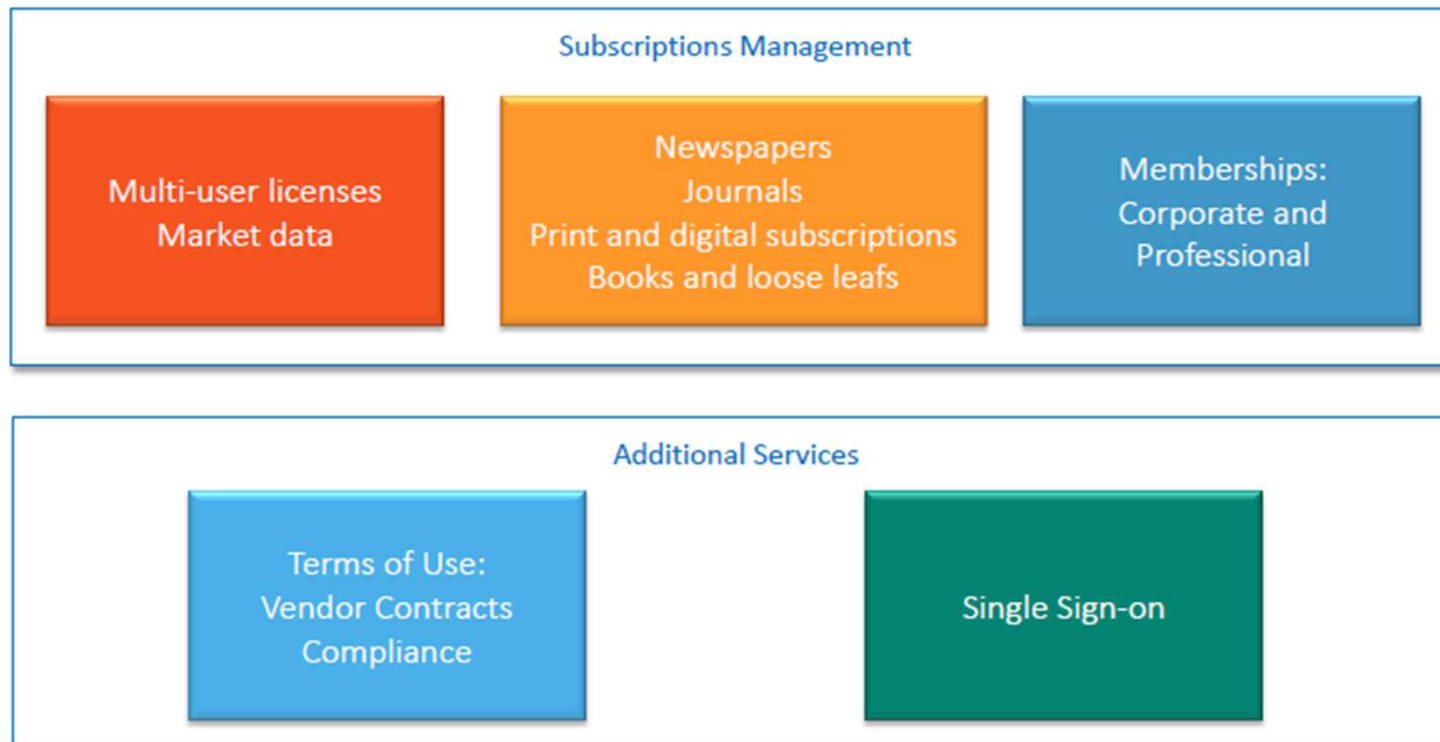 Subscriptions Management
Multi-user licenses
Market data
Newspapers
Journals
Print and digital subscriptions
Books and loose leafs
Memberships:
Corporate and
Professional
Additional Services
Terms of Use:
Vendor Contracts
Compliance
Single Sign-on